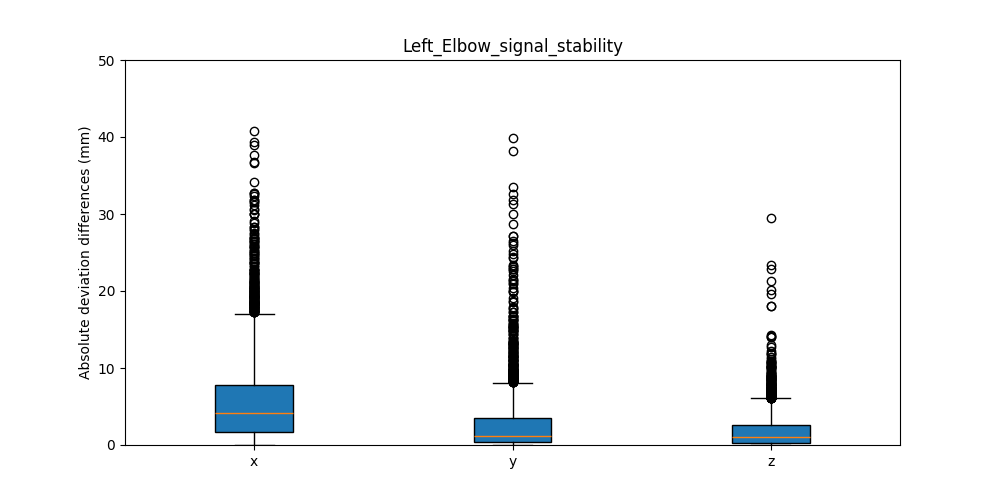 Left_Elbow_signal_stability
Absolute deviation differences (mm)
50
40
30
20
10
0
x y z